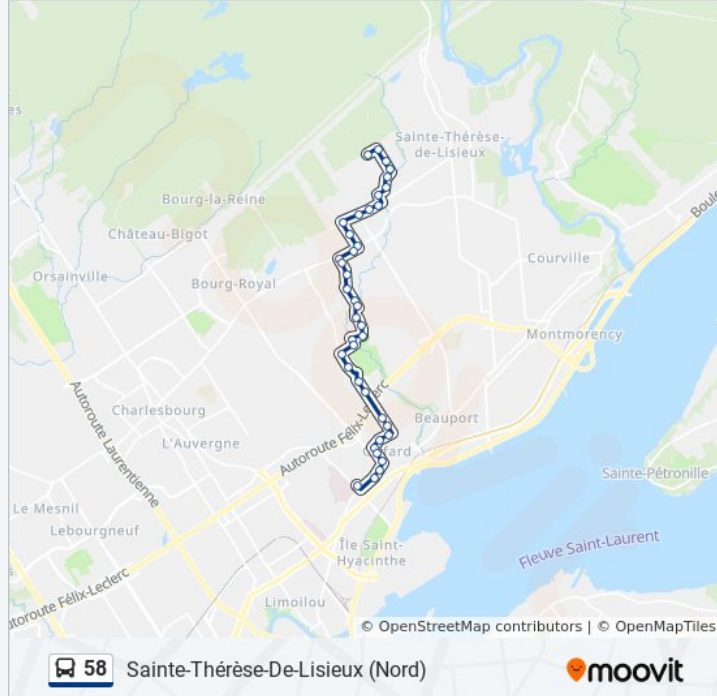 es
Sainte-Thérèse-
de-Lisieux
Bourg-la-Reine
Château-Bigot
Orsainville
Bourg-Royal
Courville
Boule
Montmorency
Autoroute Laurentienne
Charlesbourg
L'Auvergne
Autoroute Félix-Leclerc
Beauport
Giffard
Sainte-Pétronille
Le Mesnil
Lebourgneuf
Île Saint-
Hyacinthe
Fleuve Saint-Laurent
Autoroute Félix-Leclerc
Limoilou
© OpenStreetMap contributors | © OpenMapTiles
58 Sainte-Thérèse-De-Lisieux (Nord)
moovit